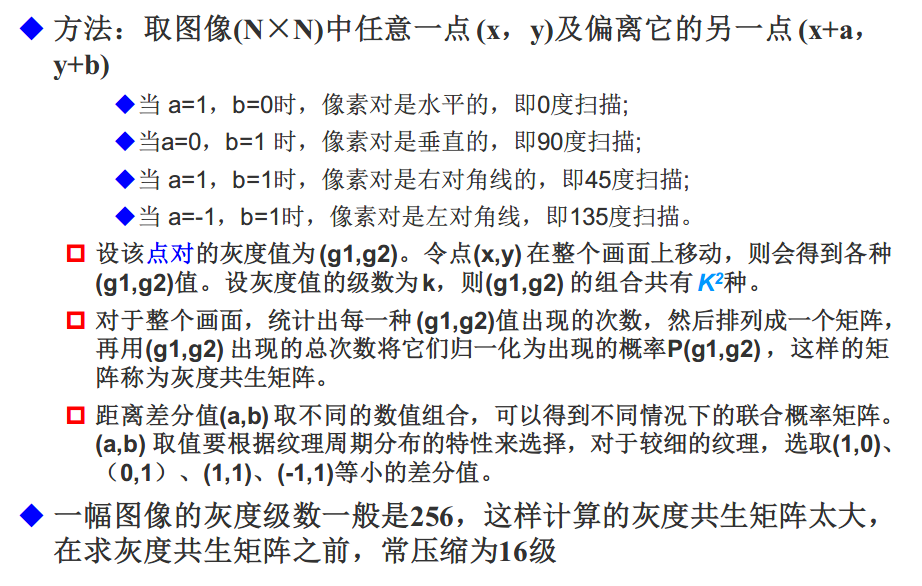 方法：取图像(N×N)中任意一点 (x，y)及偏离它的另一点 (x+a，
y+b)
当 a=1，b=0时，像素对是水平的，即0度扫描;
当a=0，b=1 时，像素对是垂直的，即90度扫描;
当 a=1，b=1时，像素对是右对角线的，即45度扫描;
当 a=-1，b=1时，像素对是左对角线，即135度扫描。
设该点对的灰度值为 (g1,g2)。令点(x,y) 在整个画面上移动，则会得到各种
(g1,g2)值。设灰度值的级数为 k，则(g1,g2) 的组合共有 K²种。
对于整个画面，统计出每一种 (g1,g2)值出现的次数，然后排列成一个矩阵，
再用(g1,g2) 出现的总次数将它们归一化为出现的概率P(g1,g2) ，这样的矩
阵称为灰度共生矩阵。
距离差分值(a,b) 取不同的数值组合，可以得到不同情况下的联合概率矩阵。
(a,b) 取值要根据纹理周期分布的特性来选择，对于较细的纹理，选取(1,0)、
（0,1）、(1,1)、(-1,1)等小的差分值。
一幅图像的灰度级数一般是256，这样计算的灰度共生矩阵太大，
在求灰度共生矩阵之前，常压缩为16级